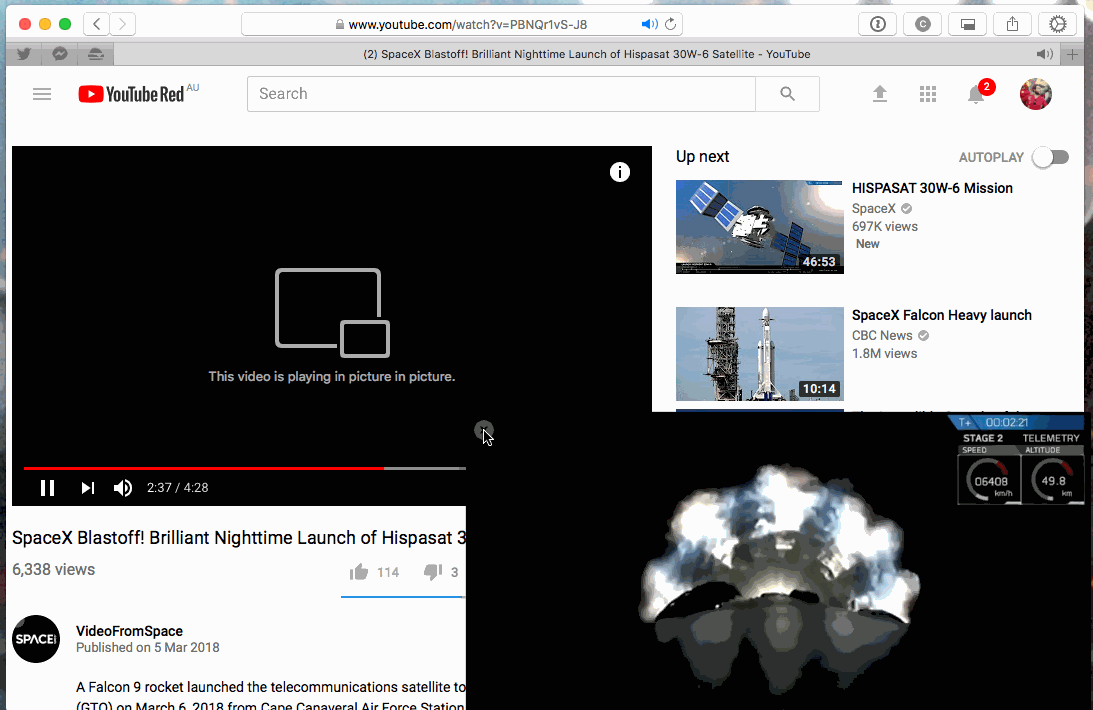 www.youtube.com/watch?v=PBNQr1vS-J8
(2) SpaceX Blastoff! Brilliant Nighttime Launch of Hispasat 30W-6 Satellite - YouTube
YouTube Red AU
Search
2
Up next
AUTOPLAY
HISPASAT 30W-6 Mission
SpaceX
697K views
New
46:53
SpaceX Falcon Heavy launch
CBC News
1.8M views
10:14
This video is playing in picture in picture.
2:37 / 4:28
T+ 00:02:21
STAGE 2 TELEMETRY
SPEED ALTITUDE
06408 49.8
km/h km
SpaceX Blastoff! Brilliant Nighttime Launch of Hispasat 3
6,338 views
114 3
SPACE
VideoFromSpace
Published on 5 Mar 2018
A Falcon 9 rocket launched the telecommunications satellite to
(GTO) on March 6, 2018 from Cape Canaveral Air Force Station